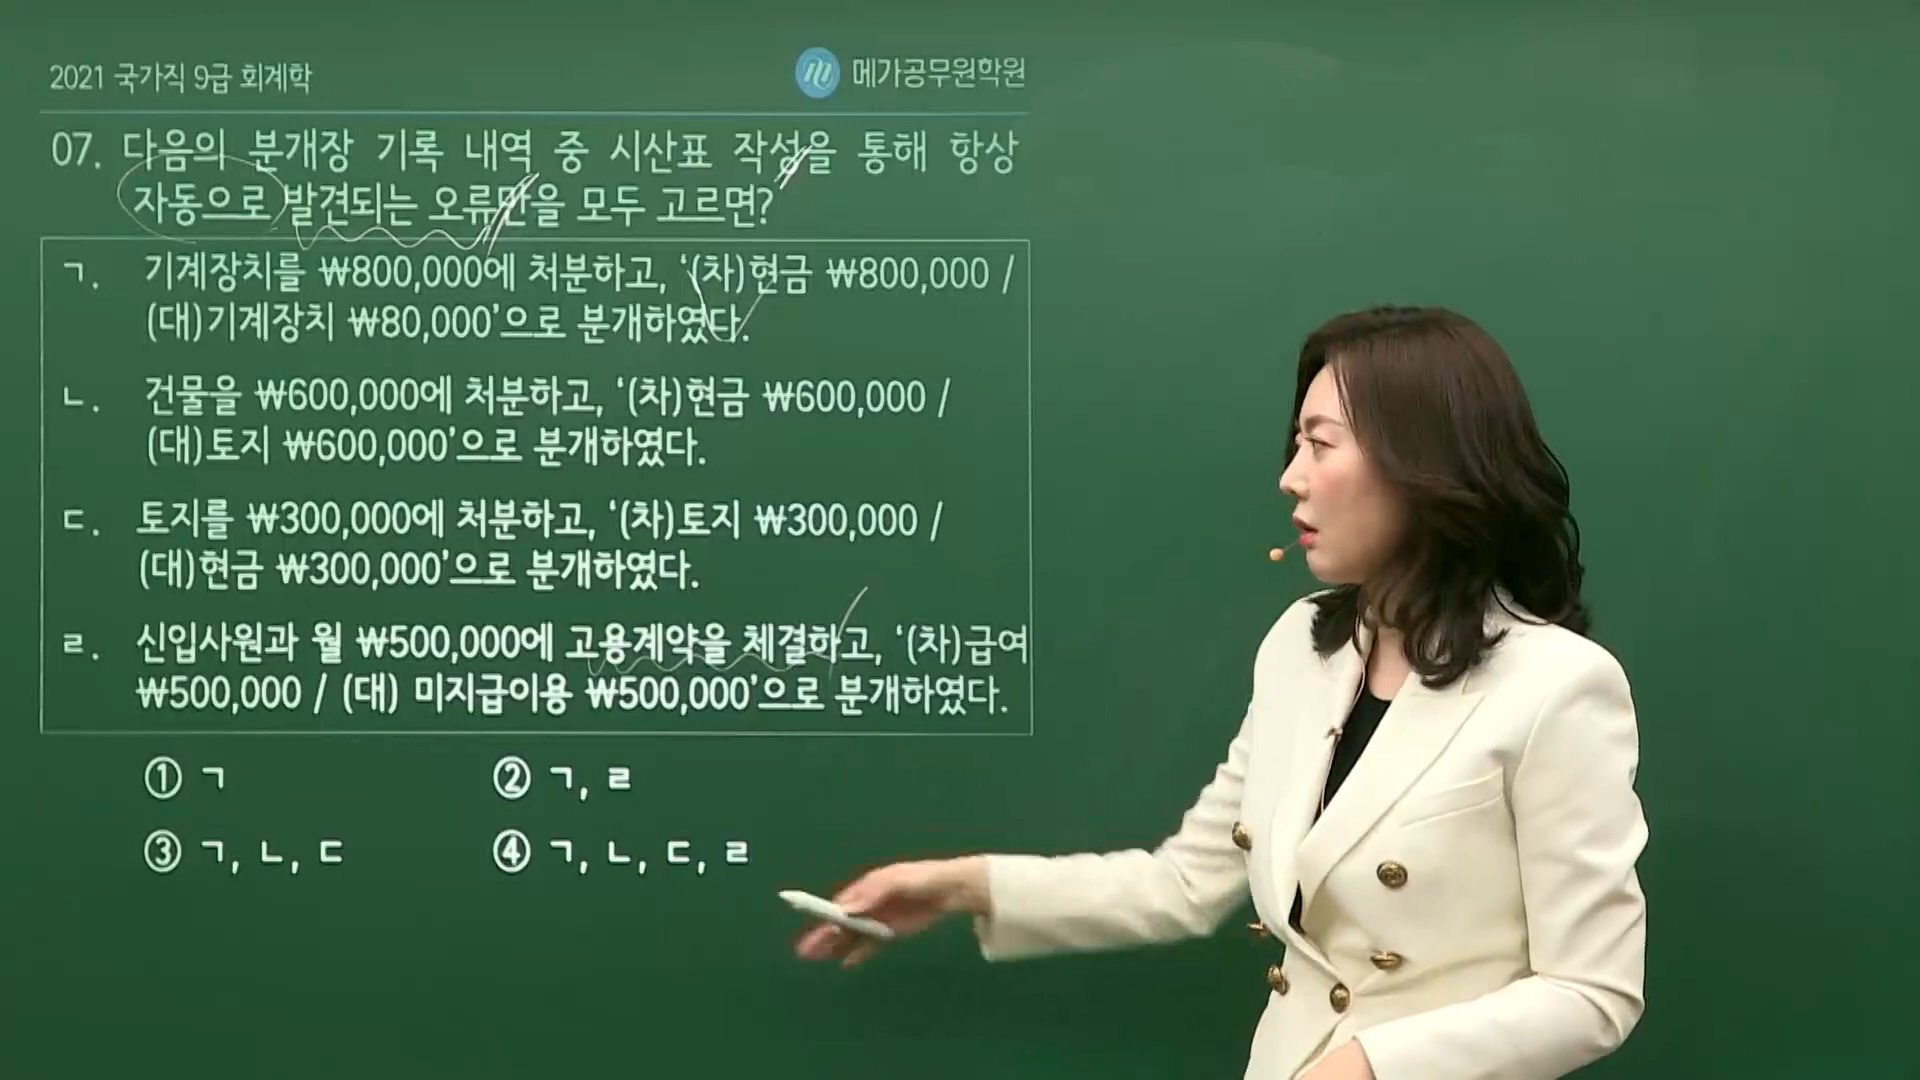 2021 국가직 9급 회계학
메가공무원학원
07. 다음의 분개장 기록 내역 중 시산표 작성을 통해 항상
자동으로 발견되는 오류만을 모두 고르면?
ㄱ. 기계장치를 ₩800,000에 처분하고, ‘(차)현금 ₩800,000 /
(대)기계장치 ₩80,000’으로 분개하였다.
ㄴ. 건물을 ₩600,000에 처분하고, ‘(차)현금 ₩600,000 /
(대)토지 ₩600,000’으로 분개하였다.
ㄷ. 토지를 ₩300,000에 처분하고, ‘(차)토지 ₩300,000 /
(대)현금 ₩300,000’으로 분개하였다.
ㄹ. 신입사원과 월 ₩500,000에 고용계약을 체결하고, ‘(차)급여
₩500,000 / (대) 미지급이용 ₩500,000’으로 분개하였다.
① ㄱ ② ㄱ, ㄹ
③ ㄱ, ㄴ, ㄷ ④ ㄱ, ㄴ, ㄷ, ㄹ